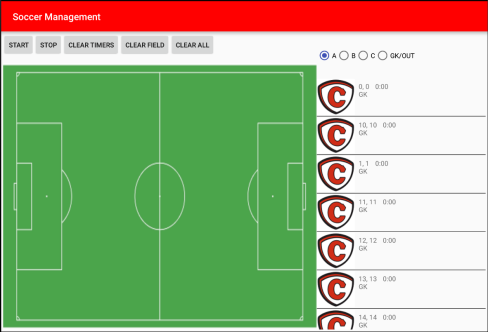 Soccer Management
START STOP CLEAR TIMERS CLEAR FIELD CLEAR ALL
A B C GK/OUT
C 0, 0 0:00
GK
C 10, 10 0:00
GK
C 1, 1 0:00
GK
C 11, 11 0:00
GK
C 12, 12 0:00
GK
C 13, 13 0:00
GK
C 14, 14 0:00
GK